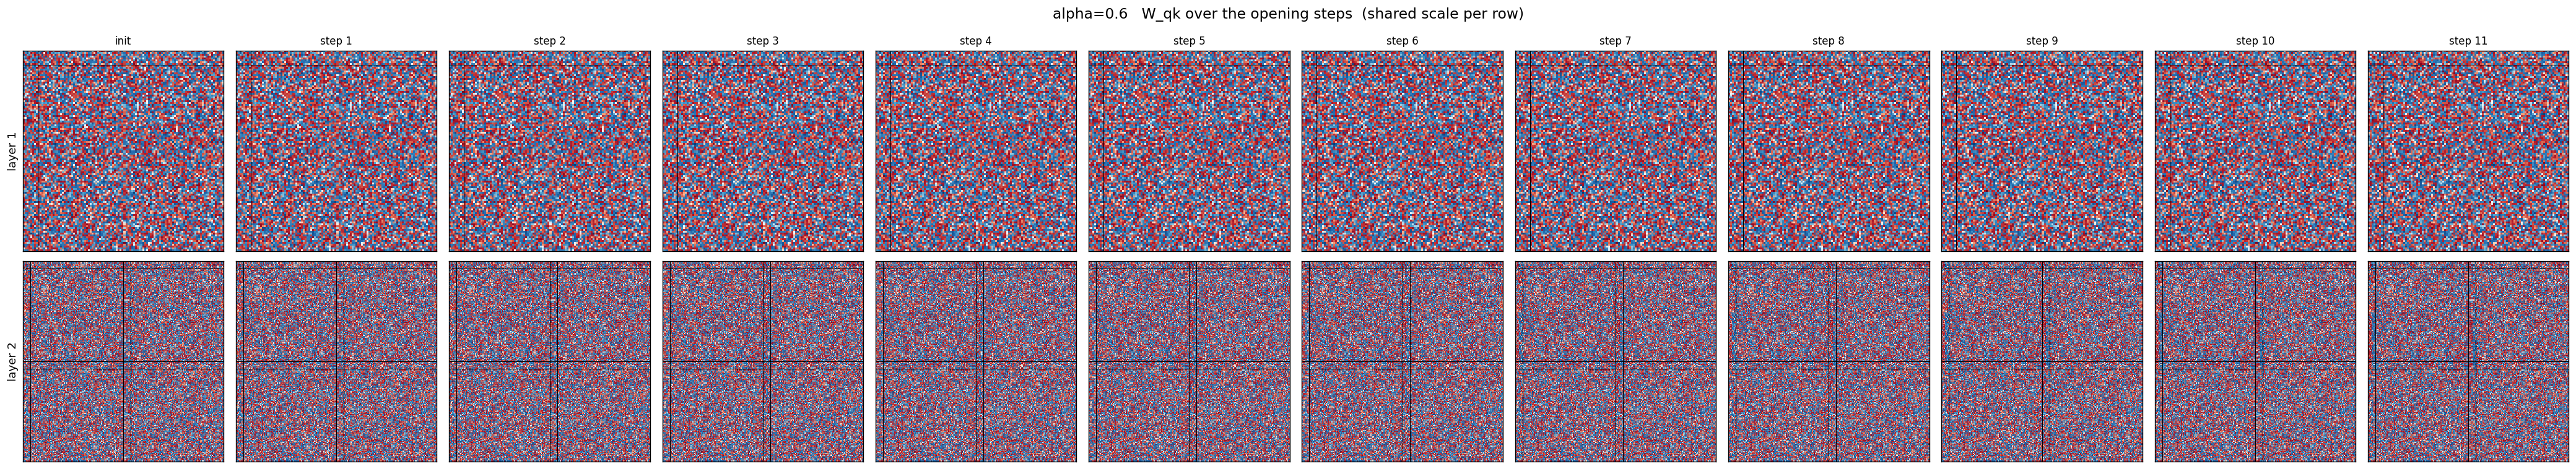 alpha=0.6   W_qk over the opening steps  (shared scale per row)
init step 1 step 2 step 3 step 4 step 5 step 6 step 7 step 8 step 9 step 10 step 11
layer 1
layer 2